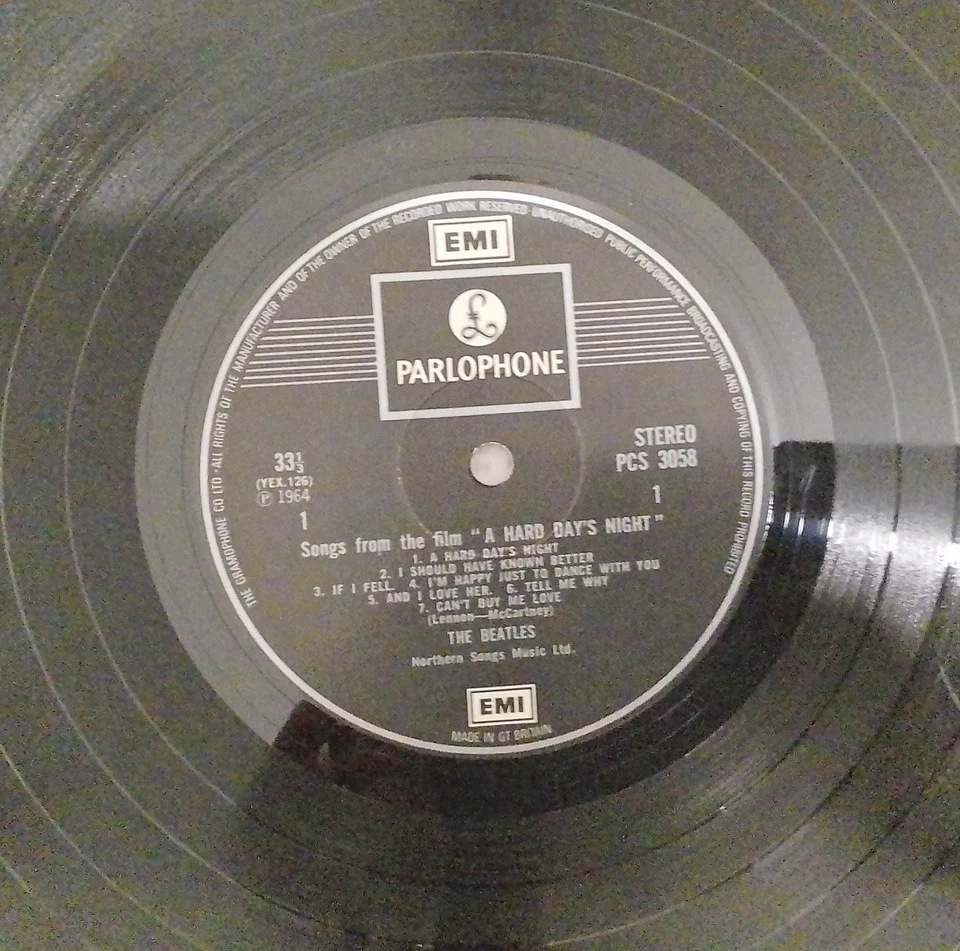 THE GRAMOPHONE CO LTD · ALL RIGHTS OF THE MANUFACTURER AND OF THE OWNER OF THE RECORDED WORK RESERVED UNAUTHORISED PUBLIC PERFORMANCE BROADCASTING AND COPYING OF THIS RECORD PROHIBITED
EMI
£
PARLOPHONE
33⅓
(YEX.126)
℗ 1964
1
STEREO
PCS 3058
1
Songs from the film "A HARD DAY'S NIGHT"
1. A HARD DAY'S NIGHT
2. I SHOULD HAVE KNOWN BETTER
3. IF I FELL. 4. I'M HAPPY JUST TO DANCE WITH YOU
5. AND I LOVE HER. 6. TELL ME WHY
7. CAN'T BUY ME LOVE
(Lennon—McCartney)
THE BEATLES
Northern Songs Music Ltd.
EMI
MADE IN GT BRITAIN